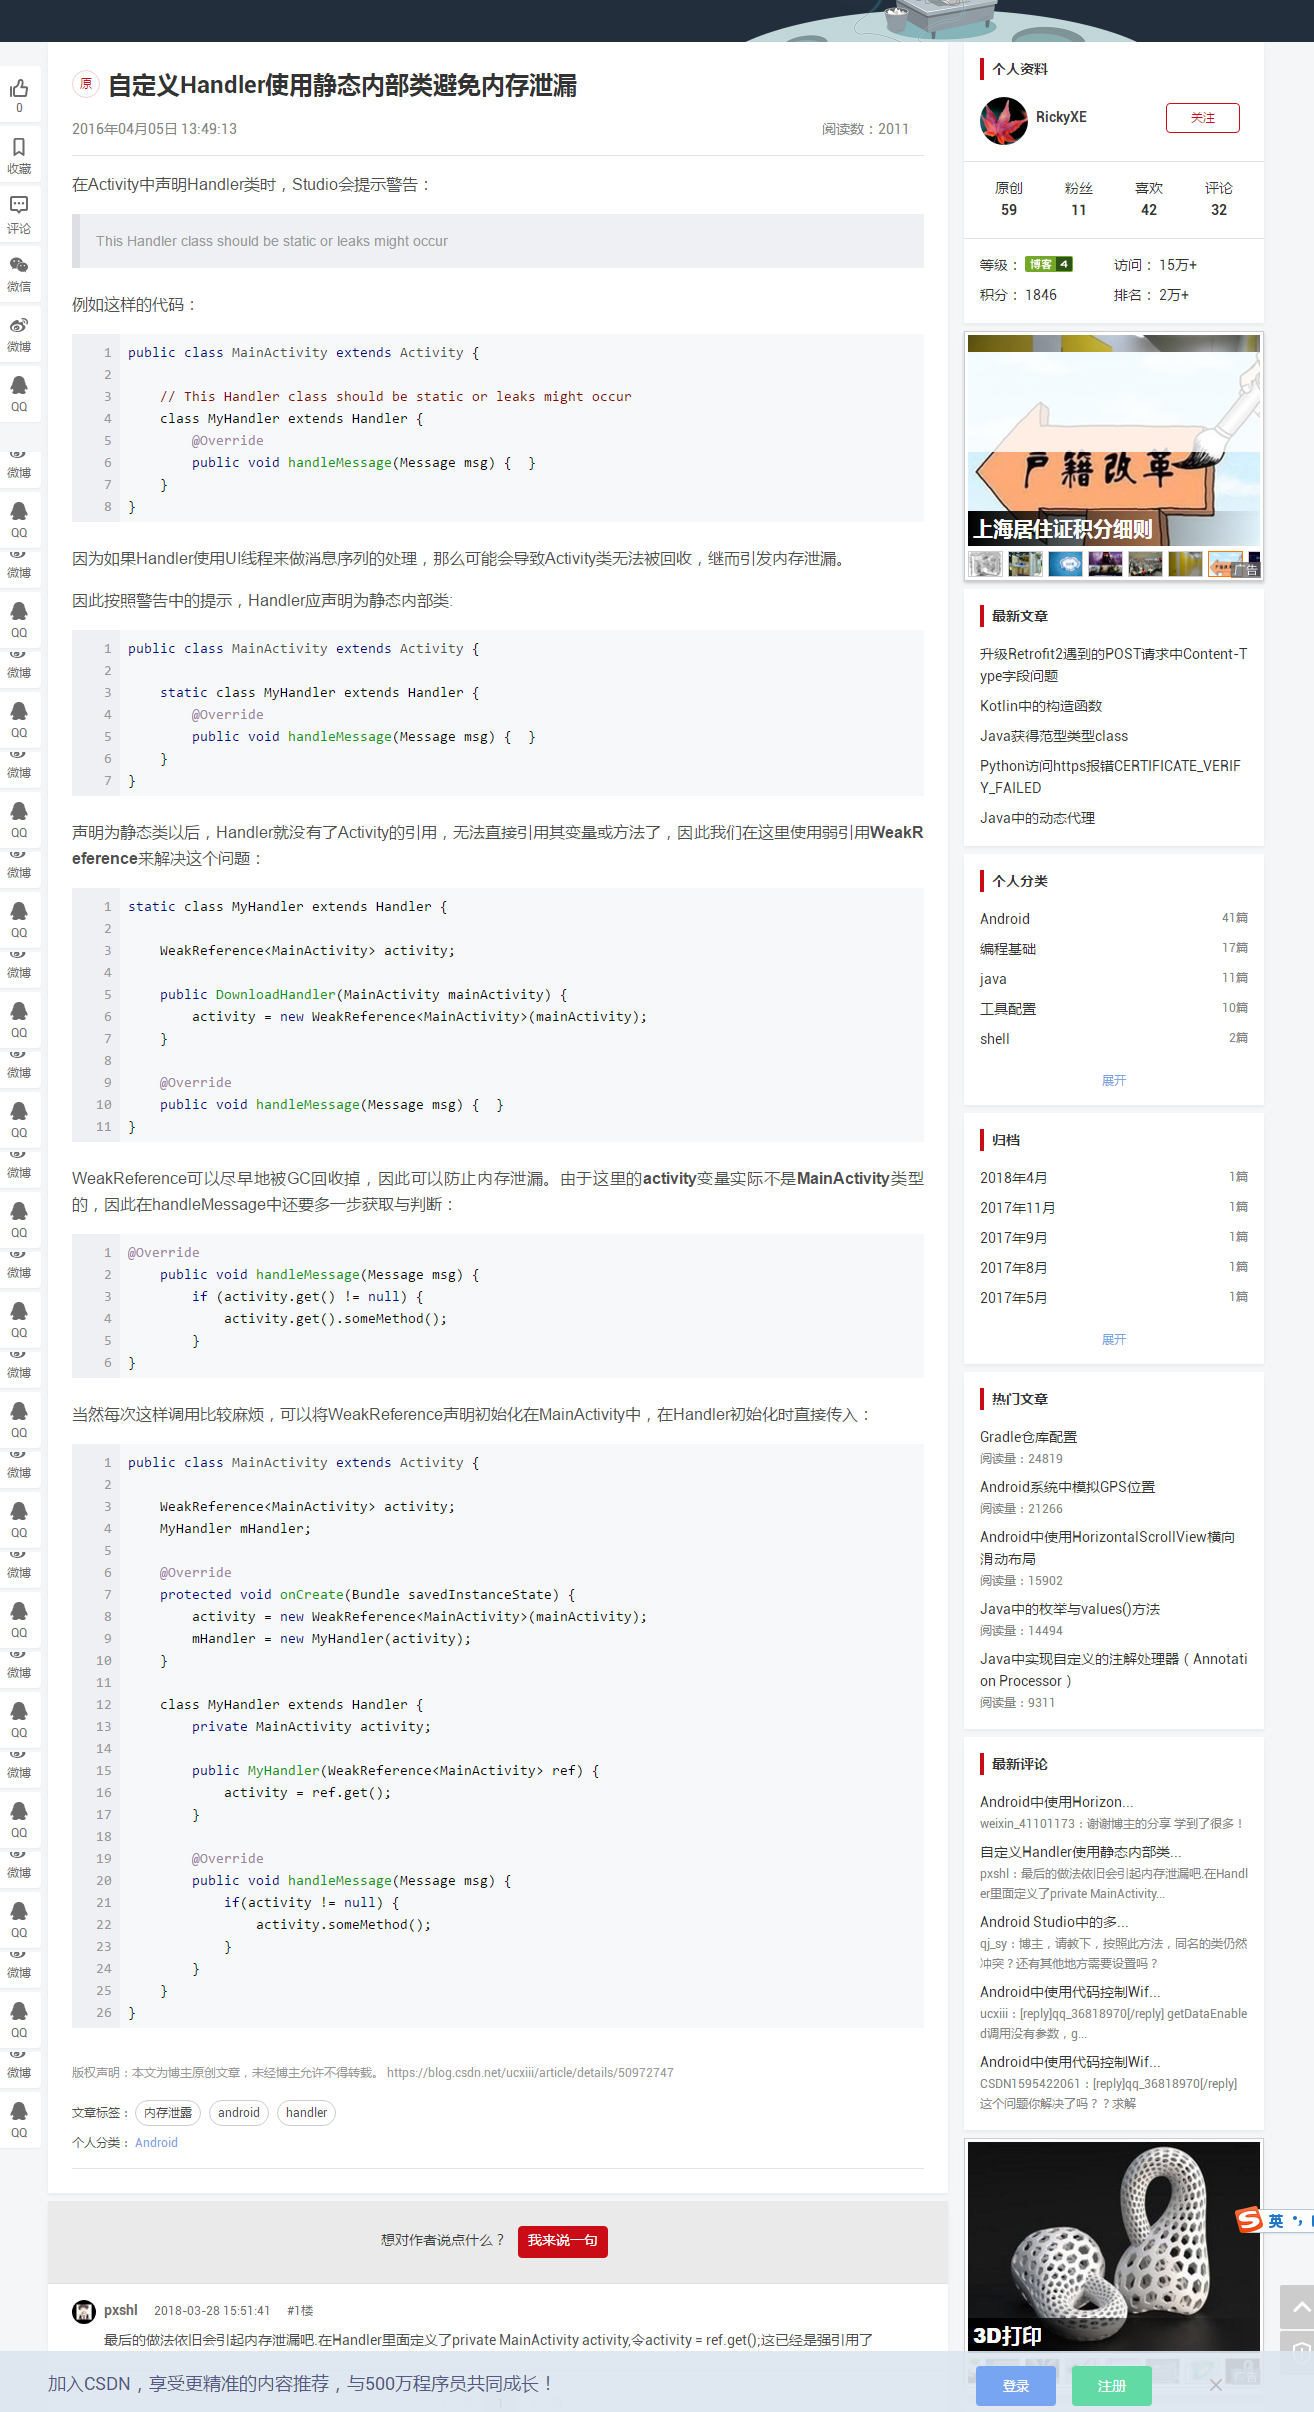 原 自定义Handler使用静态内部类避免内存泄漏
2016年04月05日 13:49:13
阅读数：2011
在Activity中声明Handler类时，Studio会提示警告：
This Handler class should be static or leaks might occur
例如这样的代码：
1 public class MainActivity extends Activity {
2
3 // This Handler class should be static or leaks might occur
4 class MyHandler extends Handler {
5 @Override
6 public void handleMessage(Message msg) {  }
7 }
8 }
因为如果Handler使用UI线程来做消息序列的处理，那么可能会导致Activity类无法被回收，继而引发内存泄漏。
因此按照警告中的提示，Handler应声明为静态内部类:
1 public class MainActivity extends Activity {
2
3 static class MyHandler extends Handler {
4 @Override
5 public void handleMessage(Message msg) {  }
6 }
7 }
声明为静态类以后，Handler就没有了Activity的引用，无法直接引用其变量或方法了，因此我们在这里使用弱引用WeakR
eference来解决这个问题：
1 static class MyHandler extends Handler {
2
3 WeakReference<MainActivity> activity;
4
5 public DownloadHandler(MainActivity mainActivity) {
6 activity = new WeakReference<MainActivity>(mainActivity);
7 }
8
9 @Override
10 public void handleMessage(Message msg) {  }
11 }
WeakReference可以尽早地被GC回收掉，因此可以防止内存泄漏。由于这里的activity变量实际不是MainActivity类型
的，因此在handleMessage中还要多一步获取与判断：
1 @Override
2 public void handleMessage(Message msg) {
3 if (activity.get() != null) {
4 activity.get().someMethod();
5 }
6 }
当然每次这样调用比较麻烦，可以将WeakReference声明初始化在MainActivity中，在Handler初始化时直接传入：
1 public class MainActivity extends Activity {
2
3 WeakReference<MainActivity> activity;
4 MyHandler mHandler;
5
6 @Override
7 protected void onCreate(Bundle savedInstanceState) {
8 activity = new WeakReference<MainActivity>(mainActivity);
9 mHandler = new MyHandler(activity);
10 }
11
12 class MyHandler extends Handler {
13 private MainActivity activity;
14
15 public MyHandler(WeakReference<MainActivity> ref) {
16 activity = ref.get();
17 }
18
19 @Override
20 public void handleMessage(Message msg) {
21 if(activity != null) {
22 activity.someMethod();
23 }
24 }
25 }
26 }
版权声明：本文为博主原创文章，未经博主允许不得转载。 https://blog.csdn.net/ucxiii/article/details/50972747
文章标签： 内存泄露 android handler
个人分类： Android
想对作者说点什么？ 我来说一句
pxshl 2018-03-28 15:51:41 #1楼
最后的做法依旧会引起内存泄漏吧.在Handler里面定义了private MainActivity activity,令activity = ref.get();这已经是强引用了
加入CSDN，享受更精准的内容推荐，与500万程序员共同成长！
登录
注册
0
收藏
评论
微信
微博
QQ
微博
QQ
微博
QQ
微博
QQ
微博
QQ
微博
QQ
微博
QQ
微博
QQ
微博
QQ
微博
QQ
微博
QQ
微博
QQ
微博
QQ
微博
QQ
微博
QQ
微博
QQ
微博
QQ
微博
QQ
个人资料
RickyXE
关注
原创 粉丝 喜欢 评论
59 11 42 32
等级： 博客 4 访问： 15万+
积分： 1846 排名： 2万+
户籍改革
上海居住证积分细则
广告
最新文章
升级Retrofit2遇到的POST请求中Content-T
ype字段问题
Kotlin中的构造函数
Java获得范型类型class
Python访问https报错CERTIFICATE_VERIF
Y_FAILED
Java中的动态代理
个人分类
Android 41篇
编程基础 17篇
java 11篇
工具配置 10篇
shell 2篇
展开
归档
2018年4月 1篇
2017年11月 1篇
2017年9月 1篇
2017年8月 1篇
2017年5月 1篇
展开
热门文章
Gradle仓库配置
阅读量：24819
Android系统中模拟GPS位置
阅读量：21266
Android中使用HorizontalScrollView横向
滑动布局
阅读量：15902
Java中的枚举与values()方法
阅读量：14494
Java中实现自定义的注解处理器（Annotati
on Processor）
阅读量：9311
最新评论
Android中使用Horizon...
weixin_41101173：谢谢博主的分享 学到了很多！
自定义Handler使用静态内部类...
pxshl：最后的做法依旧会引起内存泄漏吧.在Handl
er里面定义了private MainActivity...
Android Studio中的多...
qj_sy：博主，请教下，按照此方法，同名的类仍然
冲突？还有其他地方需要设置吗？
Android中使用代码控制Wif...
ucxiii：[reply]qq_36818970[/reply] getDataEnable
d调用没有参数，g...
Android中使用代码控制Wif...
CSDN1595422061：[reply]qq_36818970[/reply]
这个问题你解决了吗？？求解
3D打印
广告
英